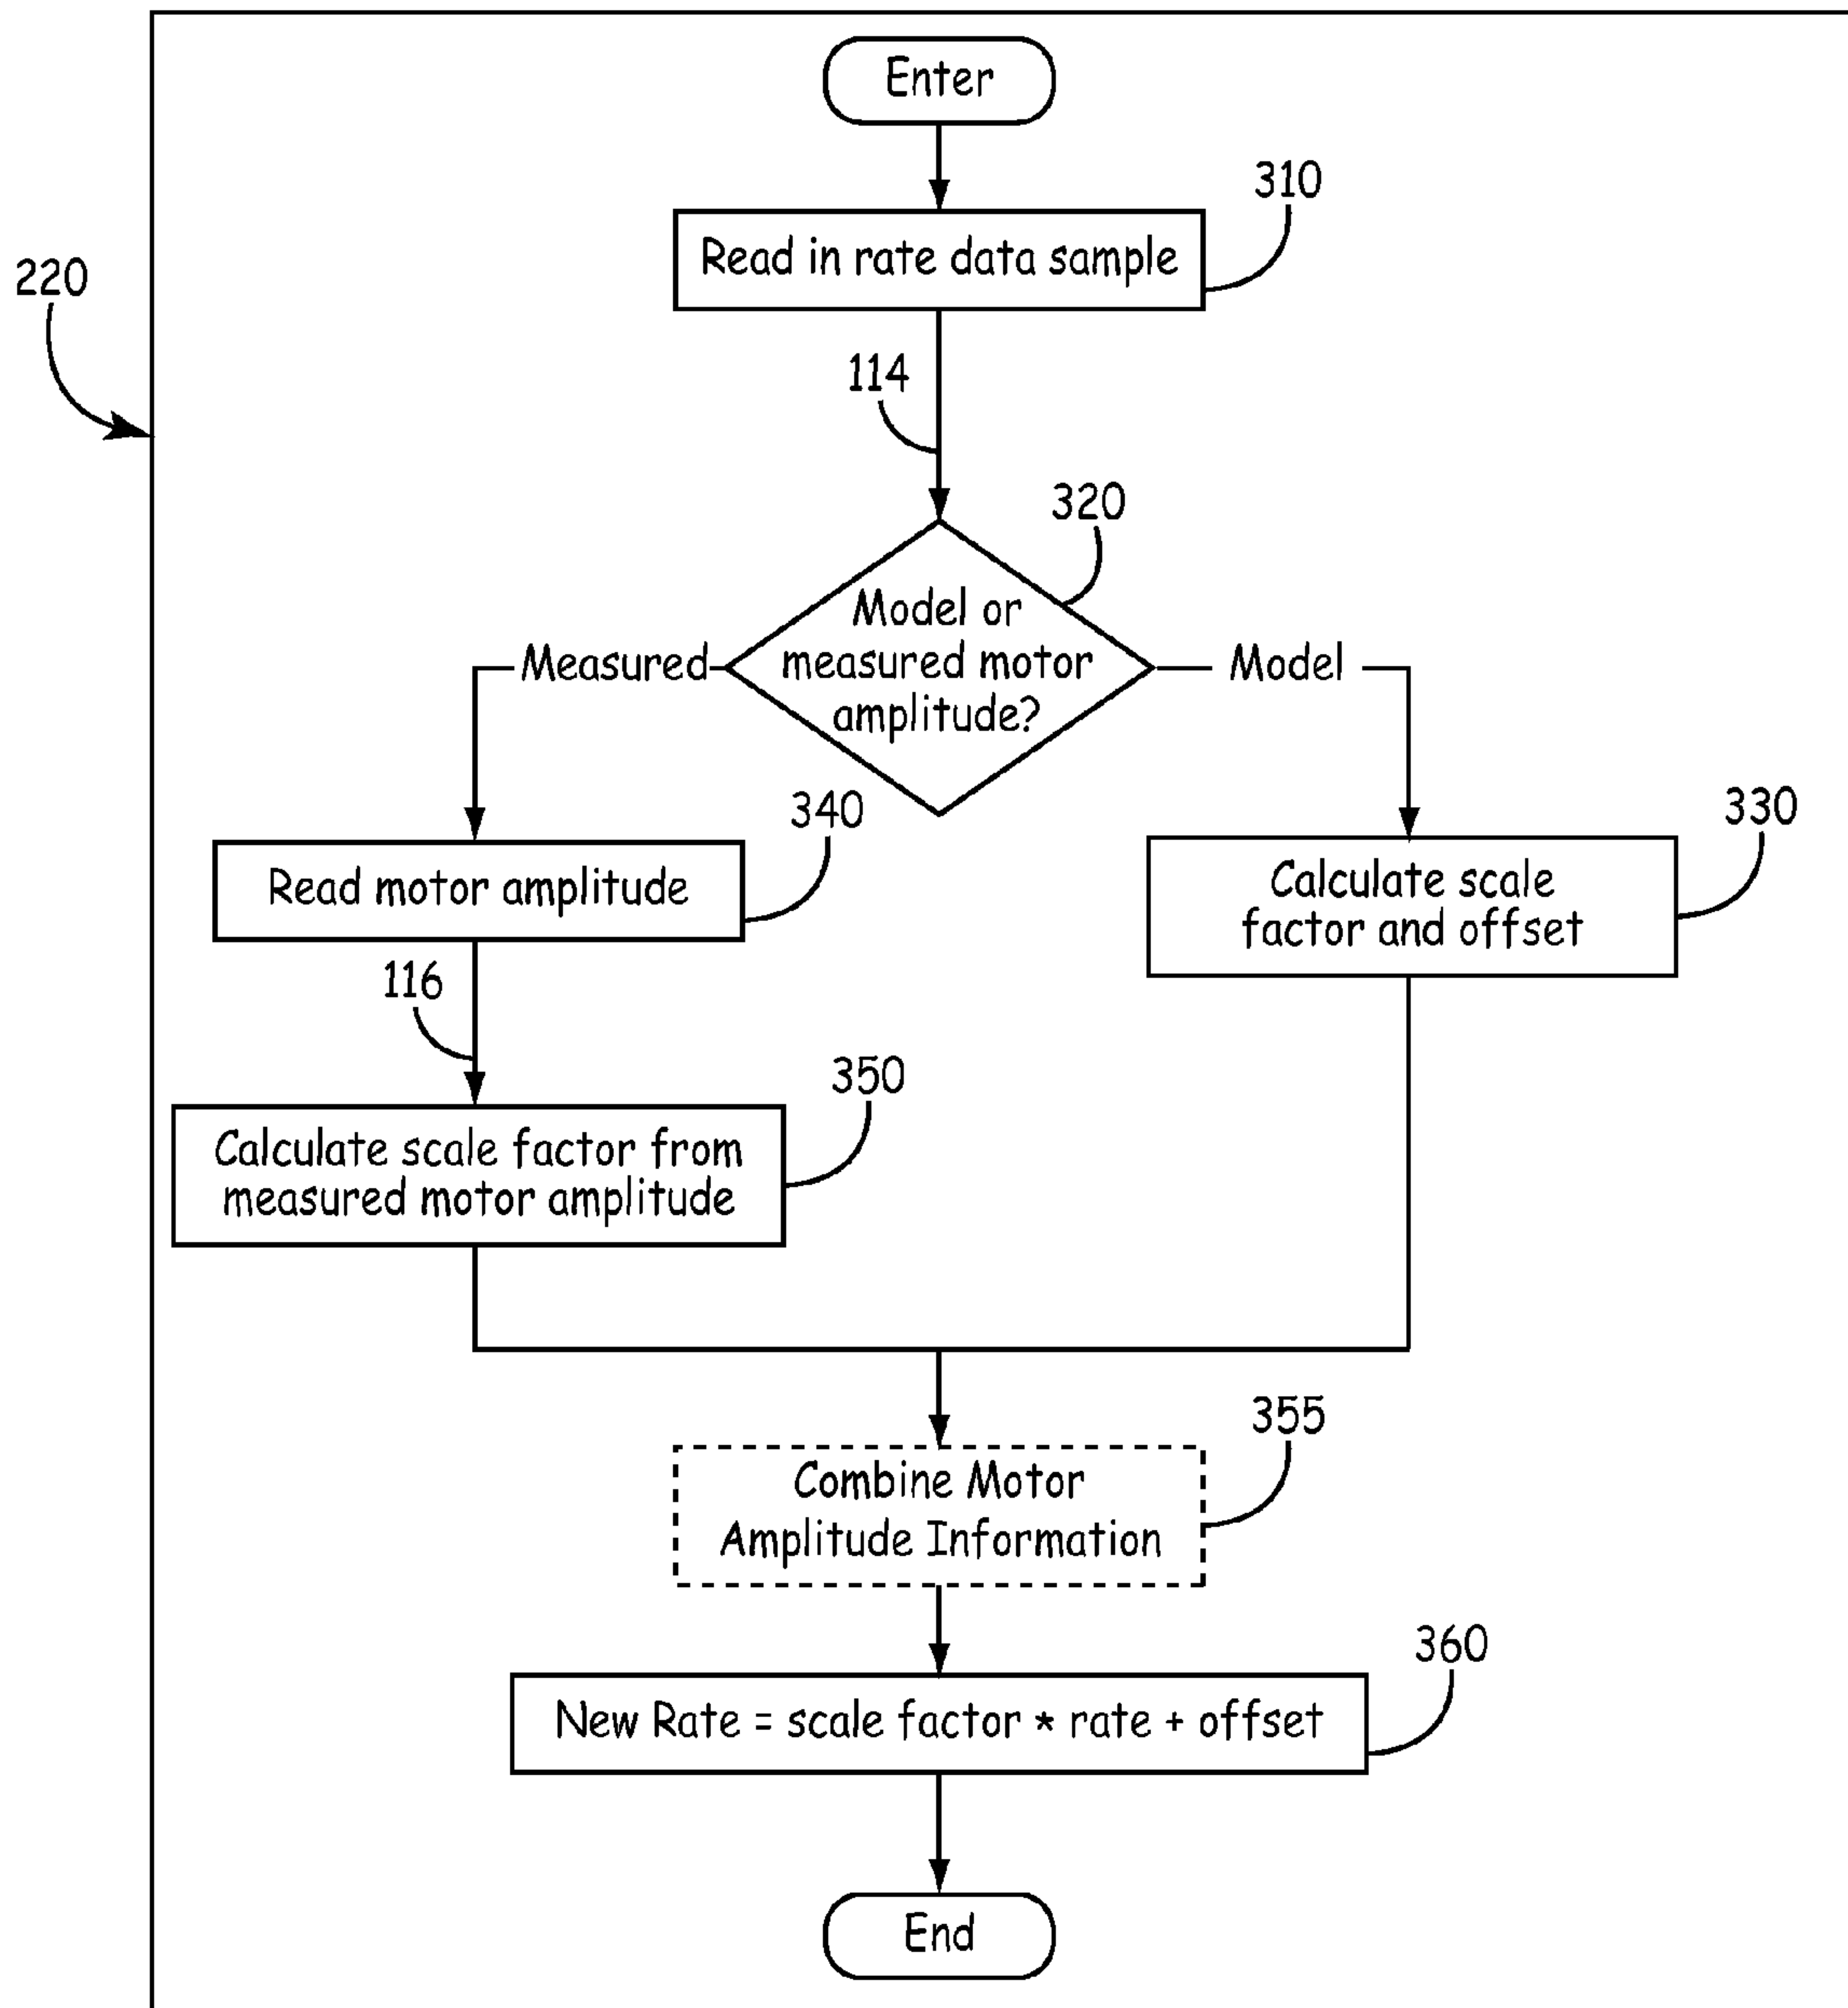 Enter
310
Read in rate data sample
220
114
320
Model or
measured motor
amplitude?
Measured
Model
340
330
Read motor amplitude
Calculate scale
factor and offset
116
350
Calculate scale factor from
measured motor amplitude
355
Combine Motor
Amplitude Information
360
New Rate = scale factor * rate + offset
End